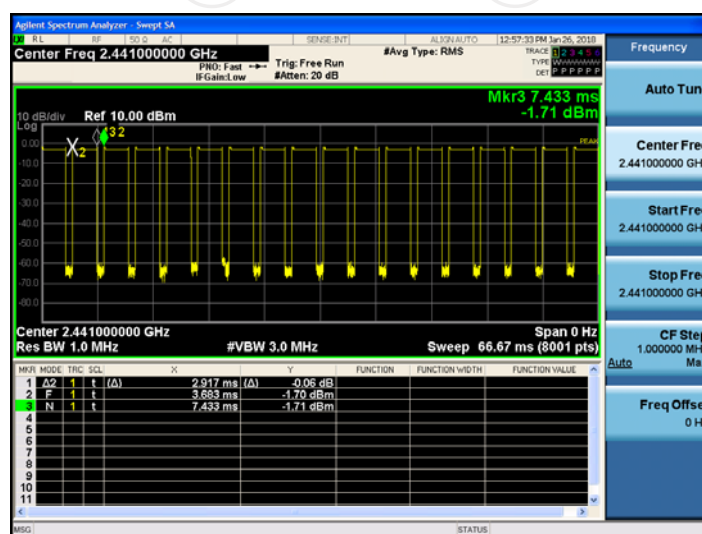 Agilent Spectrum Analyzer - Swept SA
RL RF 50 Ω AC SENSE:INT ALIGN AUTO 12:57:33 PM Jan 26, 2018
Center Freq 2.441000000 GHz
PNO: Fast
IFGain:Low
Trig: Free Run
#Atten: 20 dB
#Avg Type: RMS
TRACE 1 2 3 4 5 6
TYPE
DET P P P P P P
Mkr3 7.433 ms
-1.71 dBm
10 dB/div Ref 10.00 dBm
Log
PEAK
0.00
-10.0
-20.0
-30.0
-40.0
-50.0
-60.0
-70.0
-80.0
Center 2.441000000 GHz Span 0 Hz
Res BW 1.0 MHz #VBW 3.0 MHz Sweep 66.67 ms (8001 pts)
MKR MODE TRC SCL X Y FUNCTION FUNCTION WIDTH FUNCTION VALUE
1 Δ2 1 t (Δ) 2.917 ms (Δ) -0.06 dB
2 F 1 t 3.683 ms -1.70 dBm
3 N 1 t 7.433 ms -1.71 dBm
4
5
6
7
8
9
10
11
MSG STATUS
Frequency
Auto Tun
Center Fre
2.441000000 GH
Start Fre
2.441000000 GH
Stop Fre
2.441000000 GH
CF Step
1.000000 MH
Auto Ma
Freq Offse
0 H